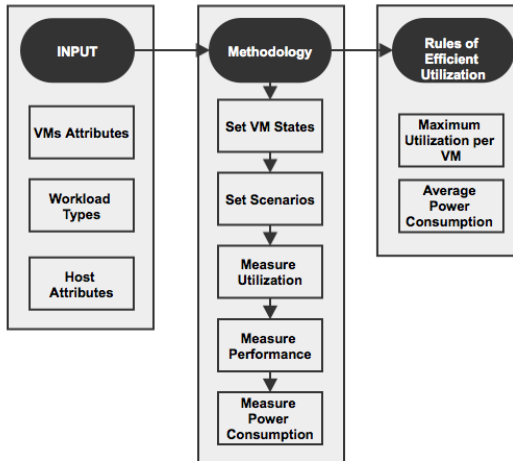 INPUT
VMs Attributes
Workload
Types
Host
Attributes
Methodology
Set VM States
Set Scenarios
Measure
Utilization
Measure
Performance
Measure
Power
Consumption
Rules of
Efficient
Utilization
Maximum
Utilization per
VM
Average
Power
Consumption